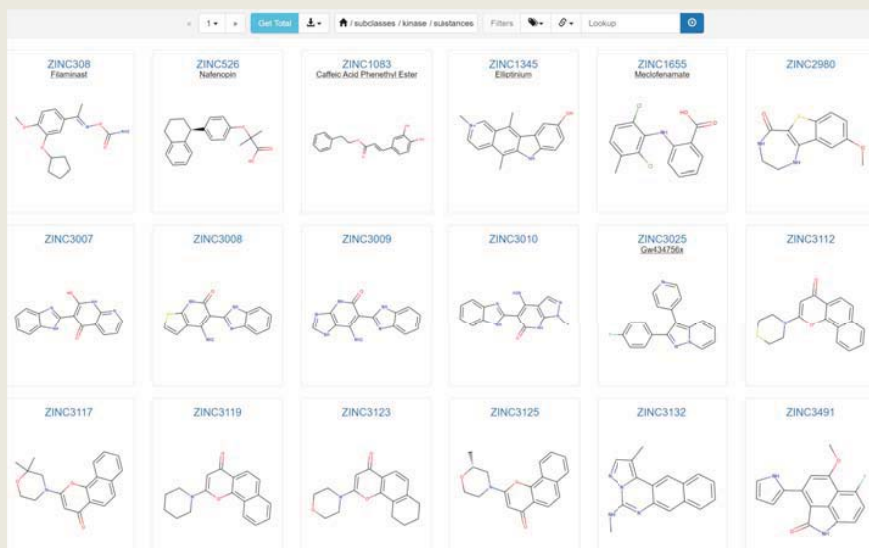 « 1 » Get Total / subclasses / kinase / substances Filters Lookup
ZINC308 ZINC526 ZINC1083 ZINC1345 ZINC1655 ZINC2980
Filaminast Nafenopin Caffeic Acid Phenethyl Ester Elliptinium Meclofenamate
ZINC3007 ZINC3008 ZINC3009 ZINC3010 ZINC3025 ZINC3112
Gw434756x
ZINC3117 ZINC3119 ZINC3123 ZINC3125 ZINC3132 ZINC3491